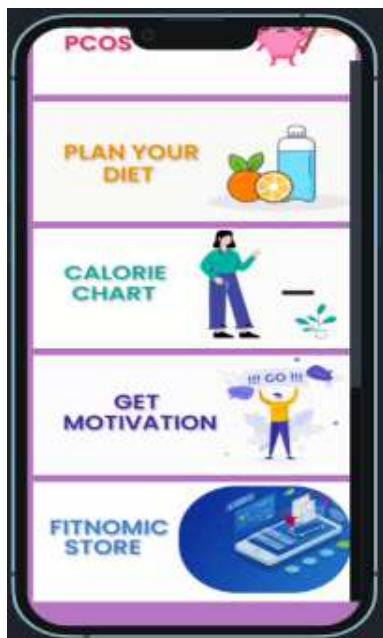 PCOS
PLAN YOUR
DIET
CALORIE
CHART
GET
MOTIVATION
!!! GO !!!
FITNOMIC
STORE